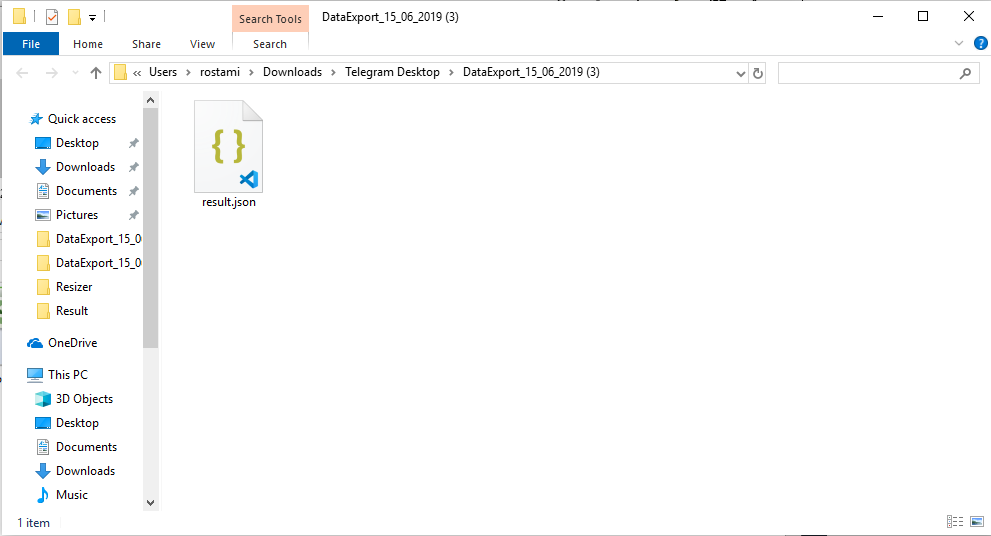 Search Tools DataExport_15_06_2019 (3)
File Home Share View Search
« Users > rostami > Downloads > Telegram Desktop > DataExport_15_06_2019 (3)
Quick access
Desktop
Downloads
Documents
Pictures
DataExport_15_0
DataExport_15_0
Resizer
Result
OneDrive
This PC
3D Objects
Desktop
Documents
Downloads
Music
{ }
result.json
1 item